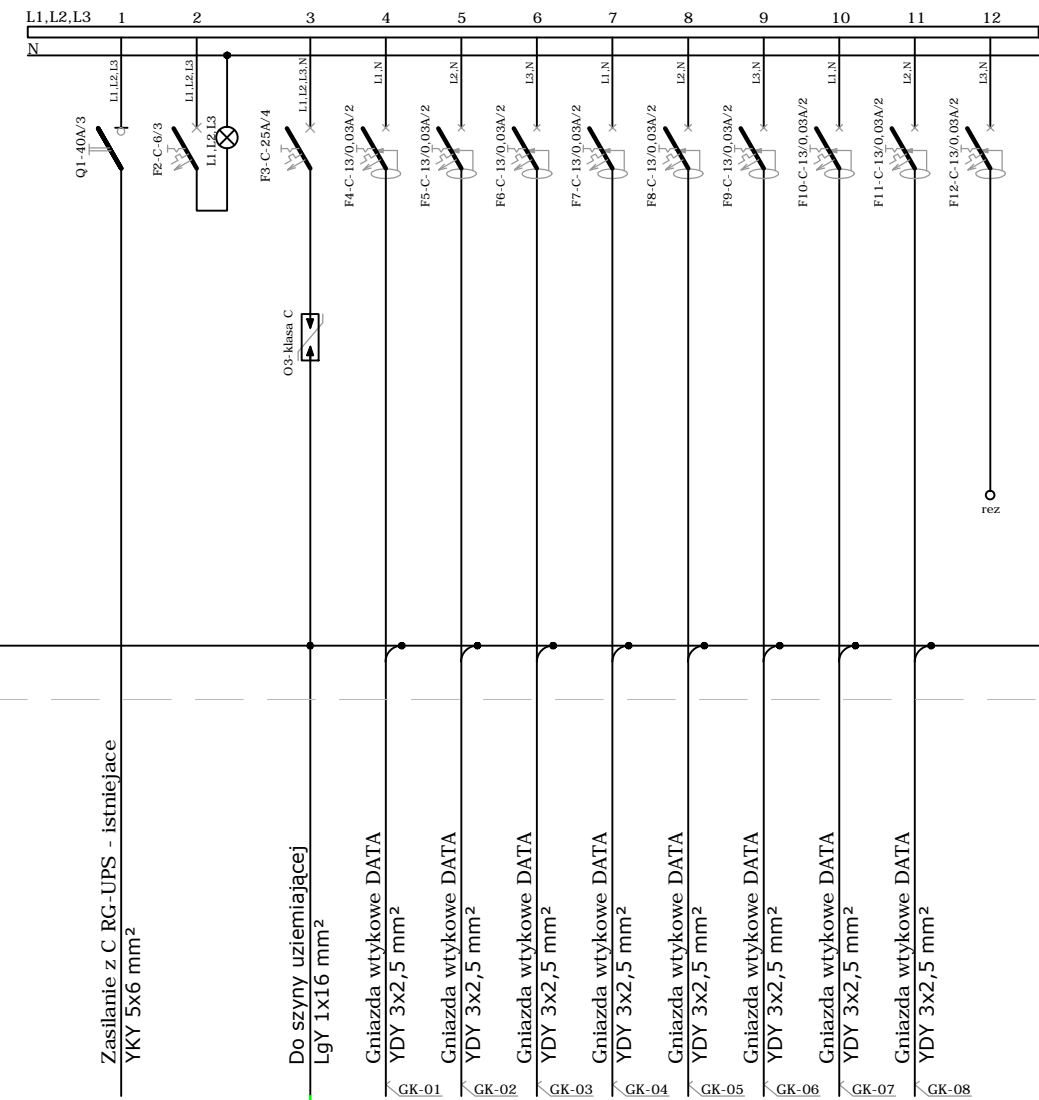 L1,L2,L3
1
2
3
4
5
6
7
8
9
10
11
12
N
L1,L2,L3
L1,L2,L3
L1,L2,L3,N
L1,N
L2,N
L3,N
L1,N
L2,N
L3,N
L1,N
L2,N
L3,N
Q1-40A/3
F2-C-6/3
L1,L2,L3
F3-C-25A/4
F4-C-13/0,03A/2
F5-C-13/0,03A/2
F6-C-13/0,03A/2
F7-C-13/0,03A/2
F8-C-13/0,03A/2
F9-C-13/0,03A/2
F10-C-13/0,03A/2
F11-C-13/0,03A/2
F12-C-13/0,03A/2
O3-klasa C
rez
Zasilanie z C RG-UPS - istniejace
YKY 5x6 mm²
Do szyny uziemiającej
LgY 1x16 mm²
Gniazda wtykowe DATA
YDY 3x2,5 mm²
Gniazda wtykowe DATA
YDY 3x2,5 mm²
Gniazda wtykowe DATA
YDY 3x2,5 mm²
Gniazda wtykowe DATA
YDY 3x2,5 mm²
Gniazda wtykowe DATA
YDY 3x2,5 mm²
Gniazda wtykowe DATA
YDY 3x2,5 mm²
Gniazda wtykowe DATA
YDY 3x2,5 mm²
Gniazda wtykowe DATA
YDY 3x2,5 mm²
GK-01
GK-02
GK-03
GK-04
GK-05
GK-06
GK-07
GK-08